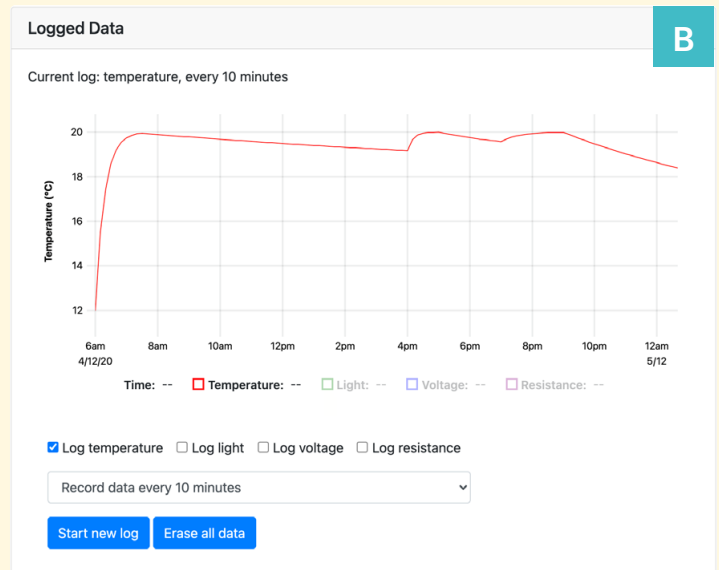 Logged Data
B
Current log: temperature, every 10 minutes
Temperature (°C)
20
18
16
14
12
6am 8am 10am 12pm 2pm 4pm 6pm 8pm 10pm 12am
4/12/20 5/12
Time: -- Temperature: -- Light: -- Voltage: -- Resistance: --
Log temperature Log light Log voltage Log resistance
Record data every 10 minutes
Start new log Erase all data